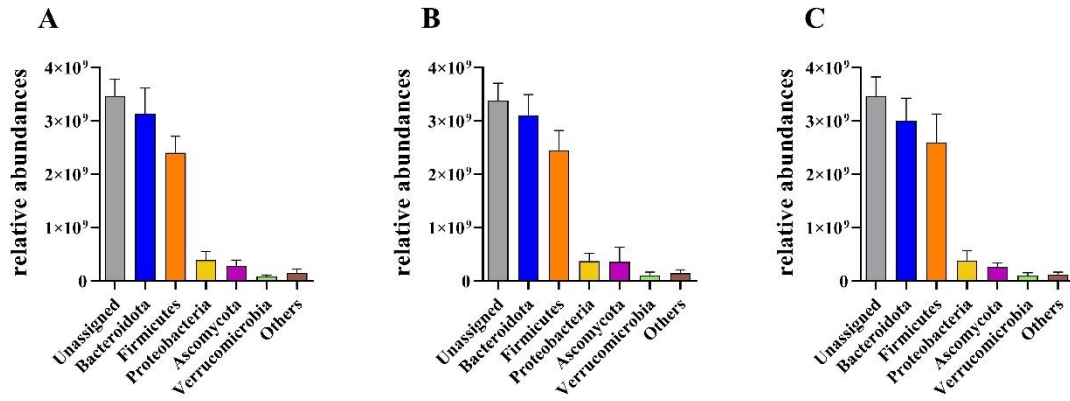 A
relative abundances
4×10⁹
3×10⁹
2×10⁹
1×10⁹
0
Unassigned
Bacteroidota
Firmicutes
Proteobacteria
Ascomycota
Verrucomicrobia
Others
B
relative abundances
4×10⁹
3×10⁹
2×10⁹
1×10⁹
0
Unassigned
Bacteroidota
Firmicutes
Proteobacteria
Ascomycota
Verrucomicrobia
Others
C
relative abundances
4×10⁹
3×10⁹
2×10⁹
1×10⁹
0
Unassigned
Bacteroidota
Firmicutes
Proteobacteria
Ascomycota
Verrucomicrobia
Others